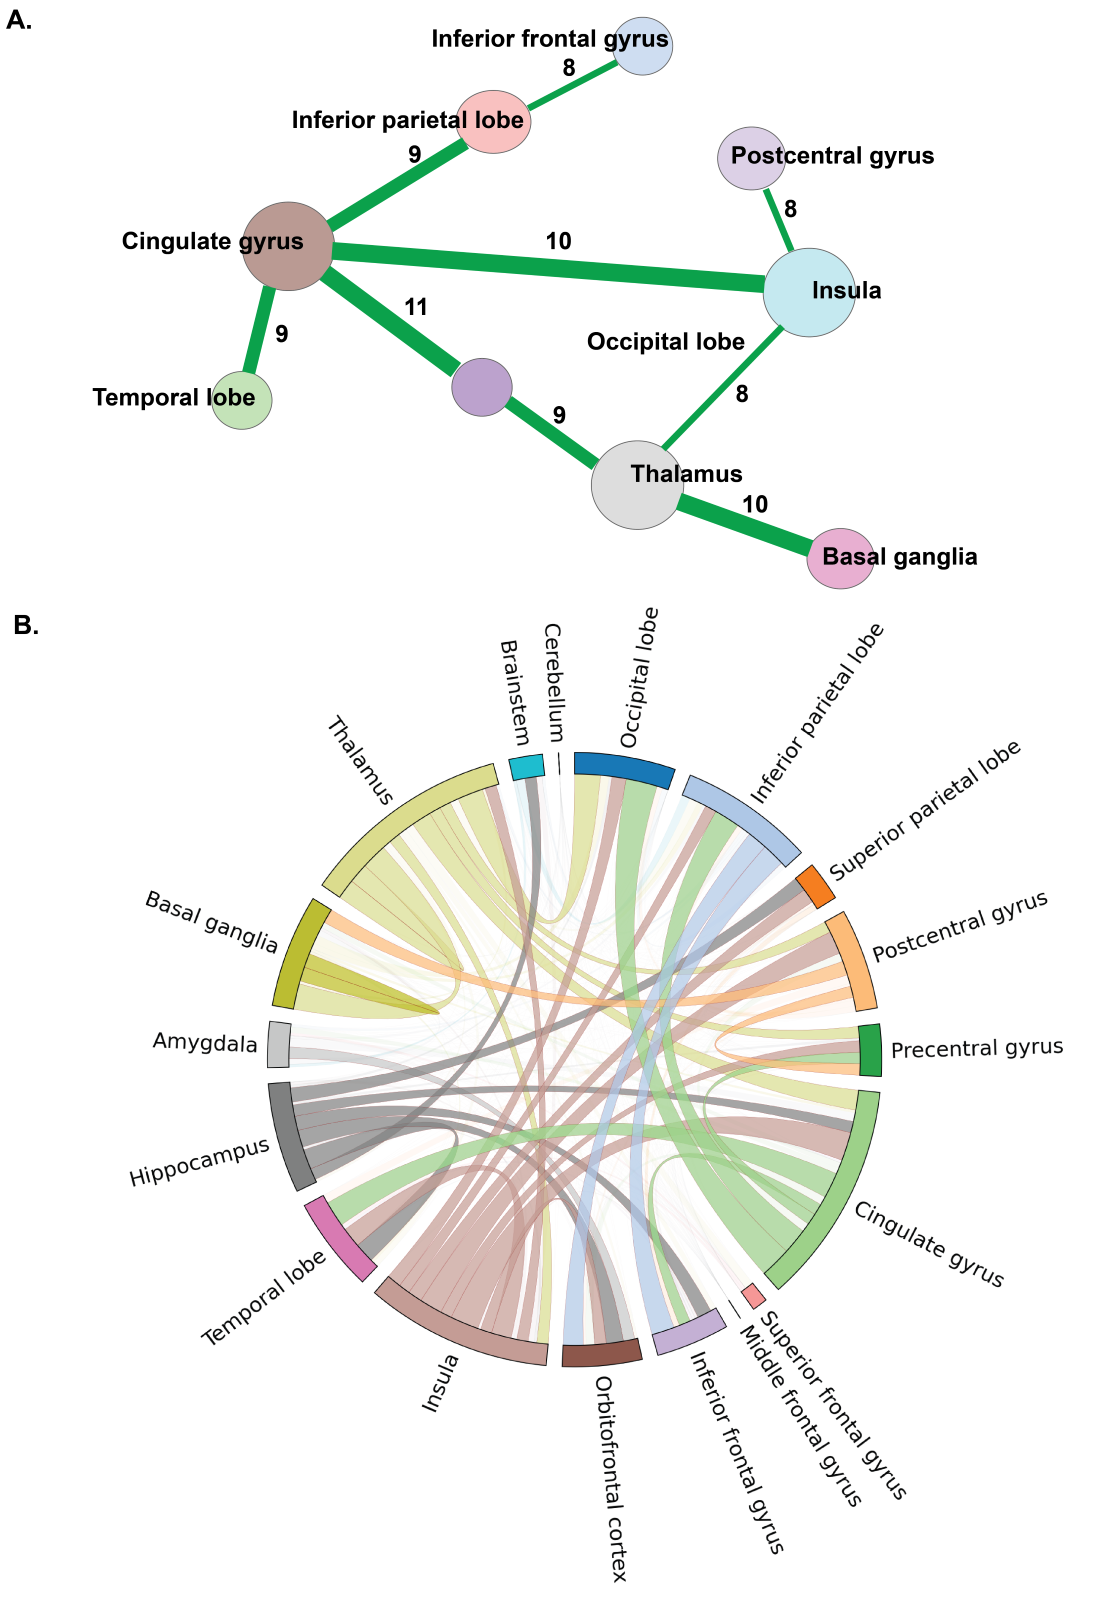 A.
Inferior frontal gyrus
8
Inferior parietal lobe
9
Postcentral gyrus
8
Cingulate gyrus
10
Insula
11
9
Occipital lobe
8
Temporal lobe
9
Thalamus
10
Basal ganglia
B.
Brainstem
Cerebellum
Occipital lobe
Inferior parietal lobe
Superior parietal lobe
Postcentral gyrus
Precentral gyrus
Cingulate gyrus
Superior frontal gyrus
Middle frontal gyrus
Inferior frontal gyrus
Orbitofrontal cortex
Insula
Temporal lobe
Hippocampus
Amygdala
Basal ganglia
Thalamus